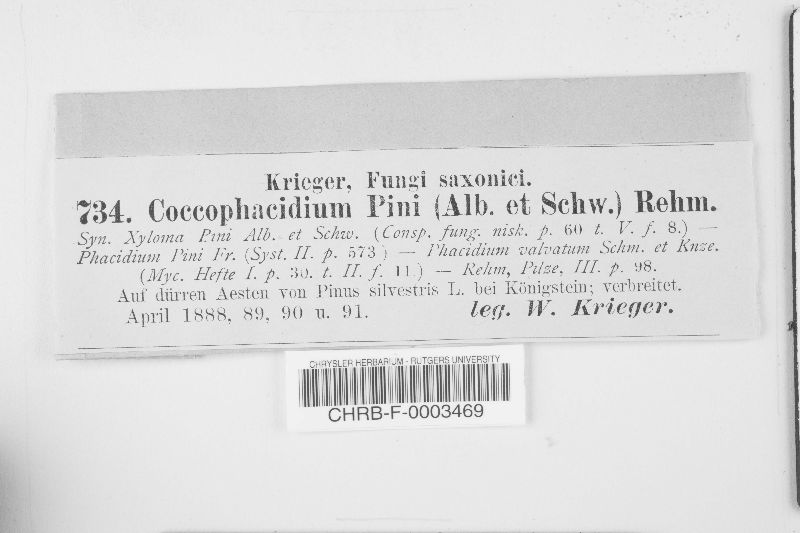 Krieger, Fungi saxonici.
734. Coccophacidium Pini (Alb. et Schw.) Rehm.
Syn. Xyloma Pini Alb. et Schw. (Consp. fung. nisk. p. 60 t. V. f. 8.) —
Phacidium Pini Fr. (Syst. II. p. 573) — Phacidium valvatum Schm. et Knze.
(Myc. Hefte I. p. 30. t. II. f. 11.) — Rehm, Pilze, III. p. 98.
Auf dürren Aesten von Pinus silvestris L. bei Königstein; verbreitet.
April 1888, 89, 90 u. 91. leg. W. Krieger.
CHRYSLER HERBARIUM - RUTGERS UNIVERSITY
CHRB-F-0003469